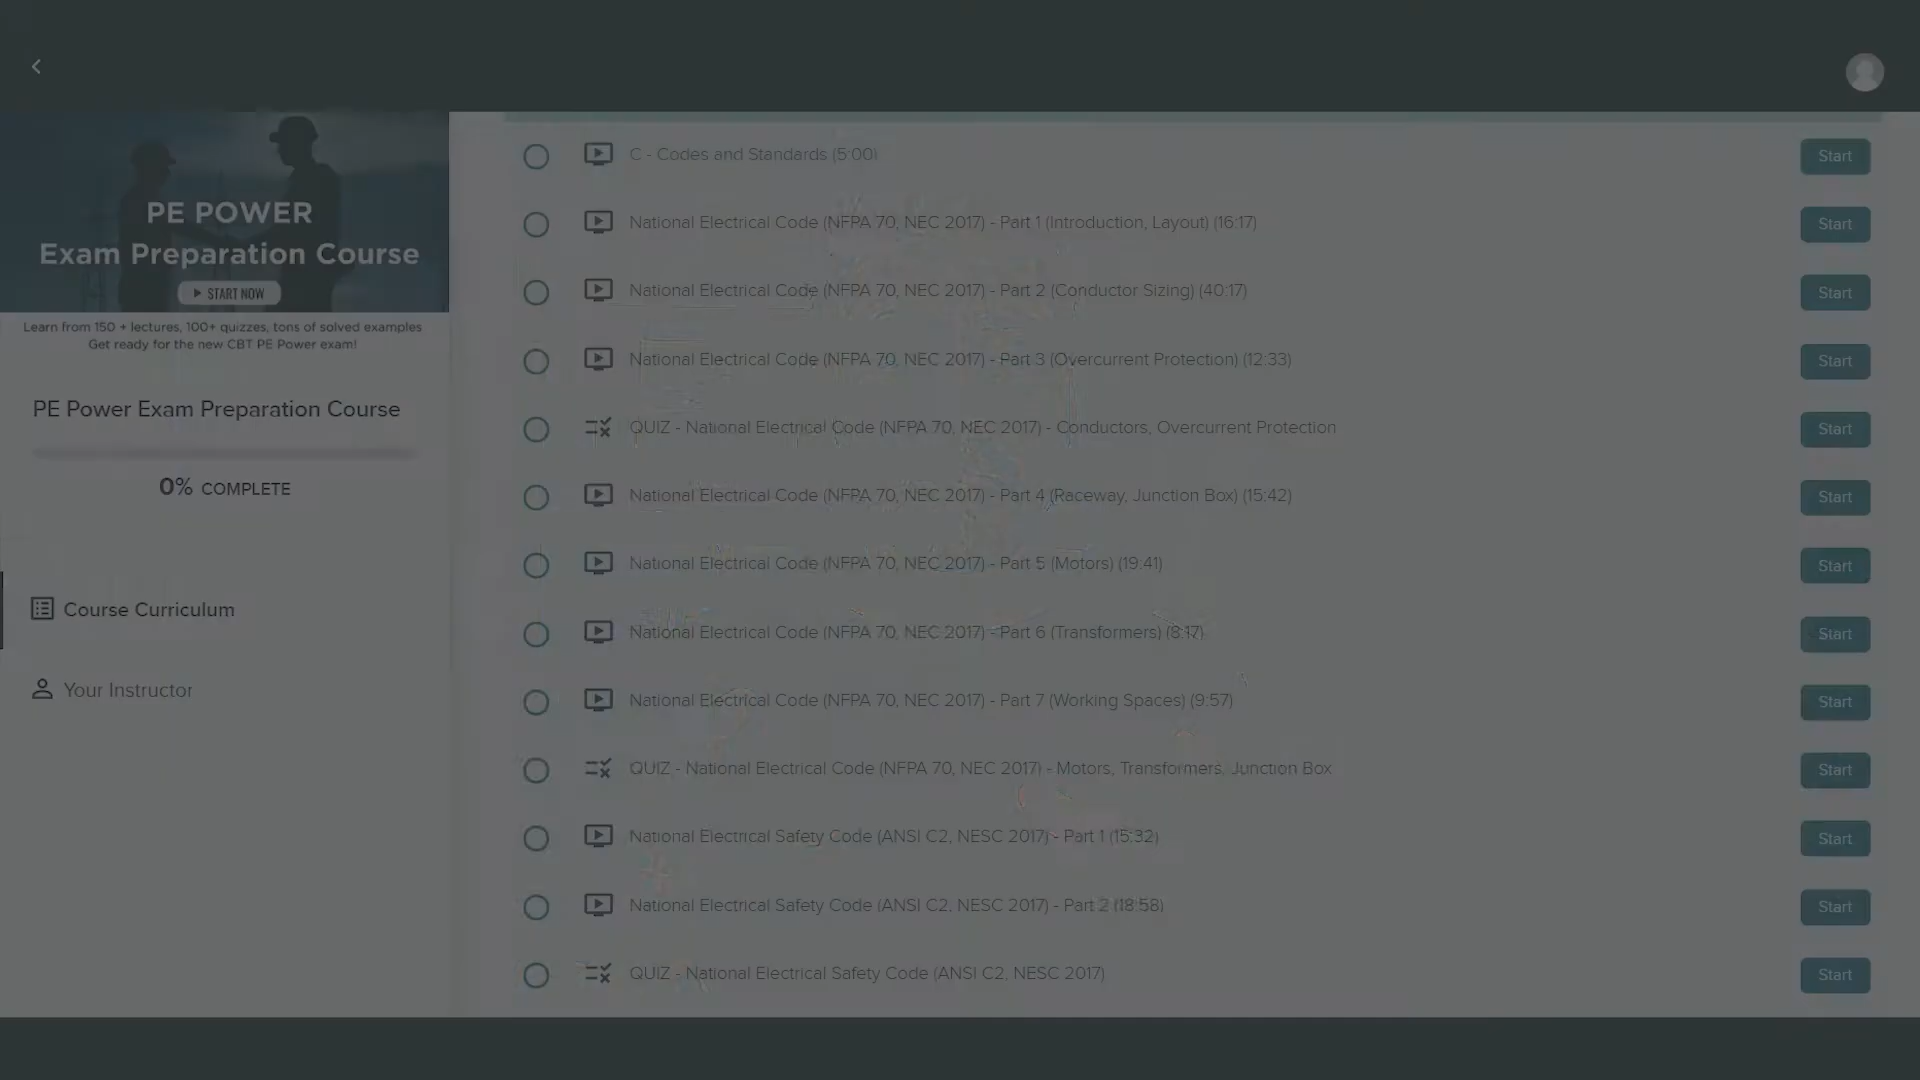 PE POWER
Exam Preparation Course
START NOW
Learn from 150 + lectures, 100+ quizzes, tons of solved examples
Get ready for the new CBT PE Power exam!
PE Power Exam Preparation Course
0% COMPLETE
Course Curriculum
Your Instructor
C - Codes and Standards (5:00) Start
National Electrical Code (NFPA 70, NEC 2017) - Part 1 (Introduction, Layout) (16:17) Start
National Electrical Code (NFPA 70, NEC 2017) - Part 2 (Conductor Sizing) (40:17) Start
National Electrical Code (NFPA 70, NEC 2017) - Part 3 (Overcurrent Protection) (12:33) Start
QUIZ - National Electrical Code (NFPA 70, NEC 2017) - Conductors, Overcurrent Protection Start
National Electrical Code (NFPA 70, NEC 2017) - Part 4 (Raceway, Junction Box) (15:42) Start
National Electrical Code (NFPA 70, NEC 2017) - Part 5 (Motors) (19:41) Start
National Electrical Code (NFPA 70, NEC 2017) - Part 6 (Transformers) (8:17) Start
National Electrical Code (NFPA 70, NEC 2017) - Part 7 (Working Spaces) (9:57) Start
QUIZ - National Electrical Code (NFPA 70, NEC 2017) - Motors, Transformers, Junction Box Start
National Electrical Safety Code (ANSI C2, NESC 2017) - Part 1 (15:32) Start
National Electrical Safety Code (ANSI C2, NESC 2017) - Part 2 (18:58) Start
QUIZ - National Electrical Safety Code (ANSI C2, NESC 2017) Start